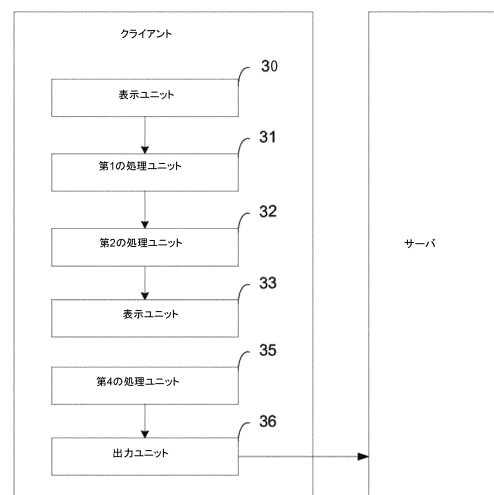 クライアント
30
表示ユニット
31
第1の処理ユニット
32
第2の処理ユニット
サーバ
33
表示ユニット
35
第4の処理ユニット
36
出力ユニット